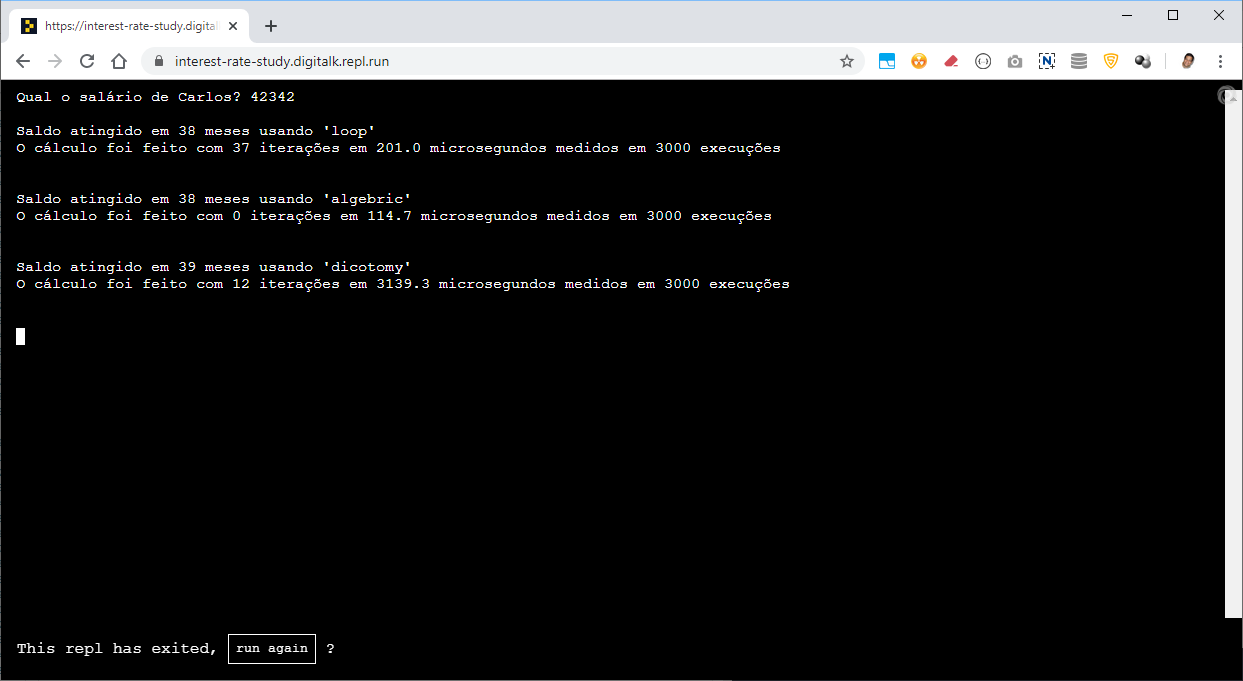 https://interest-rate-study.digital
interest-rate-study.digitalk.repl.run
Qual o salário de Carlos? 42342
Saldo atingido em 38 meses usando 'loop'
O cálculo foi feito com 37 iterações em 201.0 microsegundos medidos em 3000 execuções
Saldo atingido em 38 meses usando 'algebric'
O cálculo foi feito com 0 iterações em 114.7 microsegundos medidos em 3000 execuções
Saldo atingido em 39 meses usando 'dicotomy'
O cálculo foi feito com 12 iterações em 3139.3 microsegundos medidos em 3000 execuções
This repl has exited, run again ?